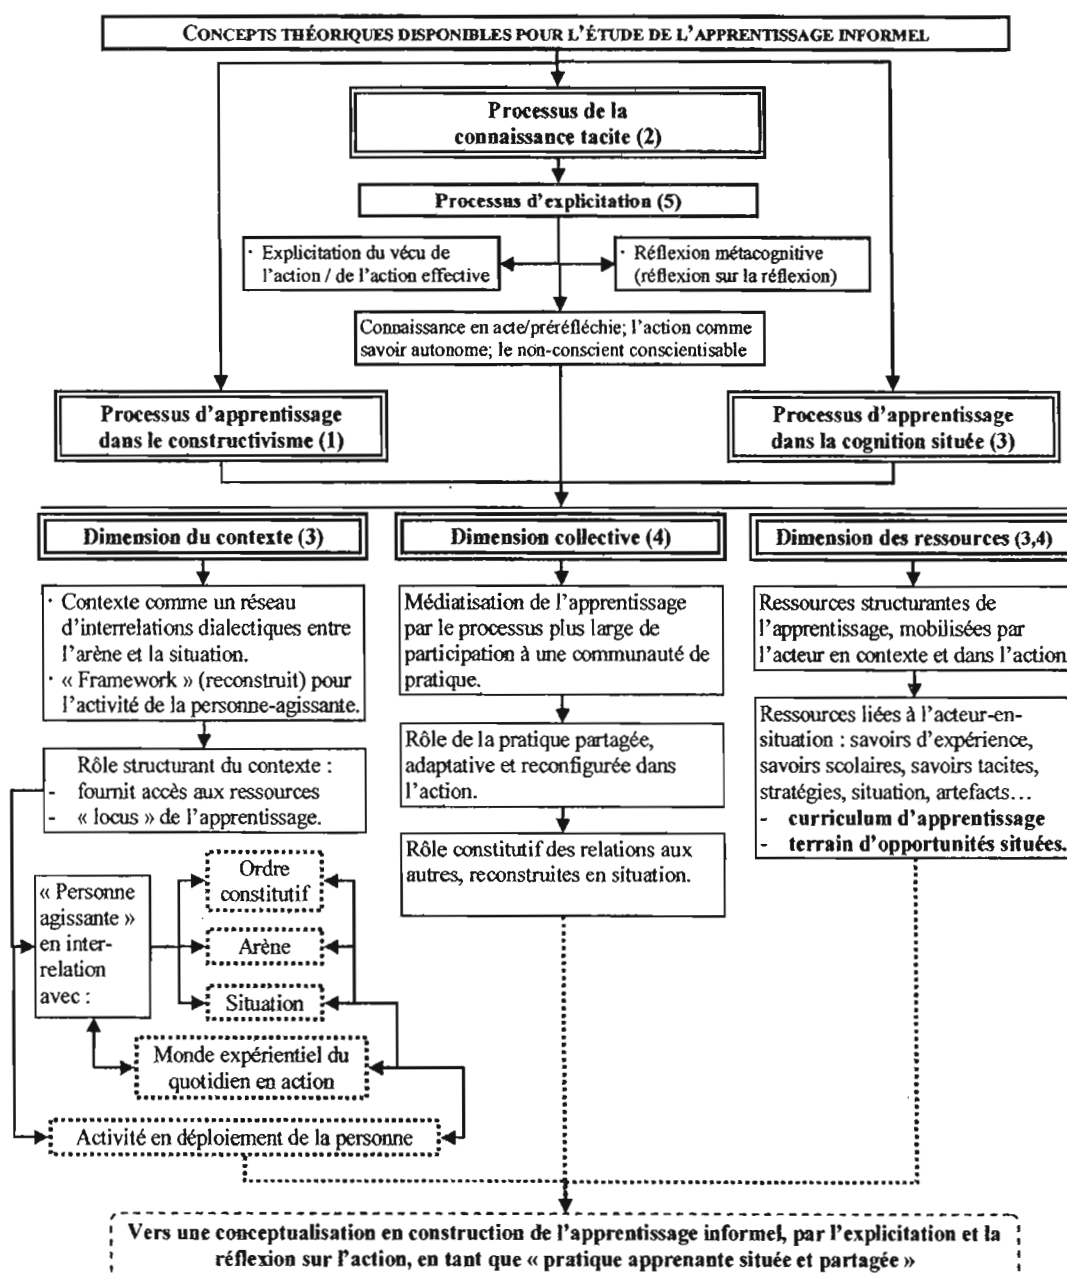 CONCEPTS THÉORIQUES DISPONIBLES POUR L'ÉTUDE DE L'APPRENTISSAGE INFORMEL
Processus de la
connaissance tacite (2)
Processus d'explicitation (5)
· Explicitation du vécu de
l'action / de l'action effective
· Réflexion métacognitive
(réflexion sur la réflexion)
Connaissance en acte/préréfléchie; l'action comme
savoir autonome; le non-conscient conscientisable
Processus d'apprentissage
dans le constructivisme (1)
Processus d'apprentissage
dans la cognition située (3)
Dimension du contexte (3)
· Contexte comme un réseau
d'interrelations dialectiques entre
l'arène et la situation.
· « Framework » (reconstruit) pour
l'activité de la personne-agissante.
Rôle structurant du contexte :
- fournit accès aux ressources
- « locus » de l'apprentissage.
« Personne
agissante »
en inter-
relation
avec :
Ordre
constitutif
Arène
Situation
Monde expérientiel du
quotidien en action
Activité en déploiement de la personne
Dimension collective (4)
Médiatisation de l'apprentissage
par le processus plus large de
participation à une communauté de
pratique.
Rôle de la pratique partagée,
adaptative et reconfigurée dans
l'action.
Rôle constitutif des relations aux
autres, reconstruites en situation.
Dimension des ressources (3,4)
Ressources structurantes de
l'apprentissage, mobilisées par
l'acteur en contexte et dans l'action.
Ressources liées à l'acteur-en-
situation : savoirs d'expérience,
savoirs scolaires, savoirs tacites,
stratégies, situation, artefacts…
- curriculum d'apprentissage
- terrain d'opportunités situées.
Vers une conceptualisation en construction de l'apprentissage informel, par l'explicitation et la
réflexion sur l'action, en tant que « pratique apprenante située et partagée »